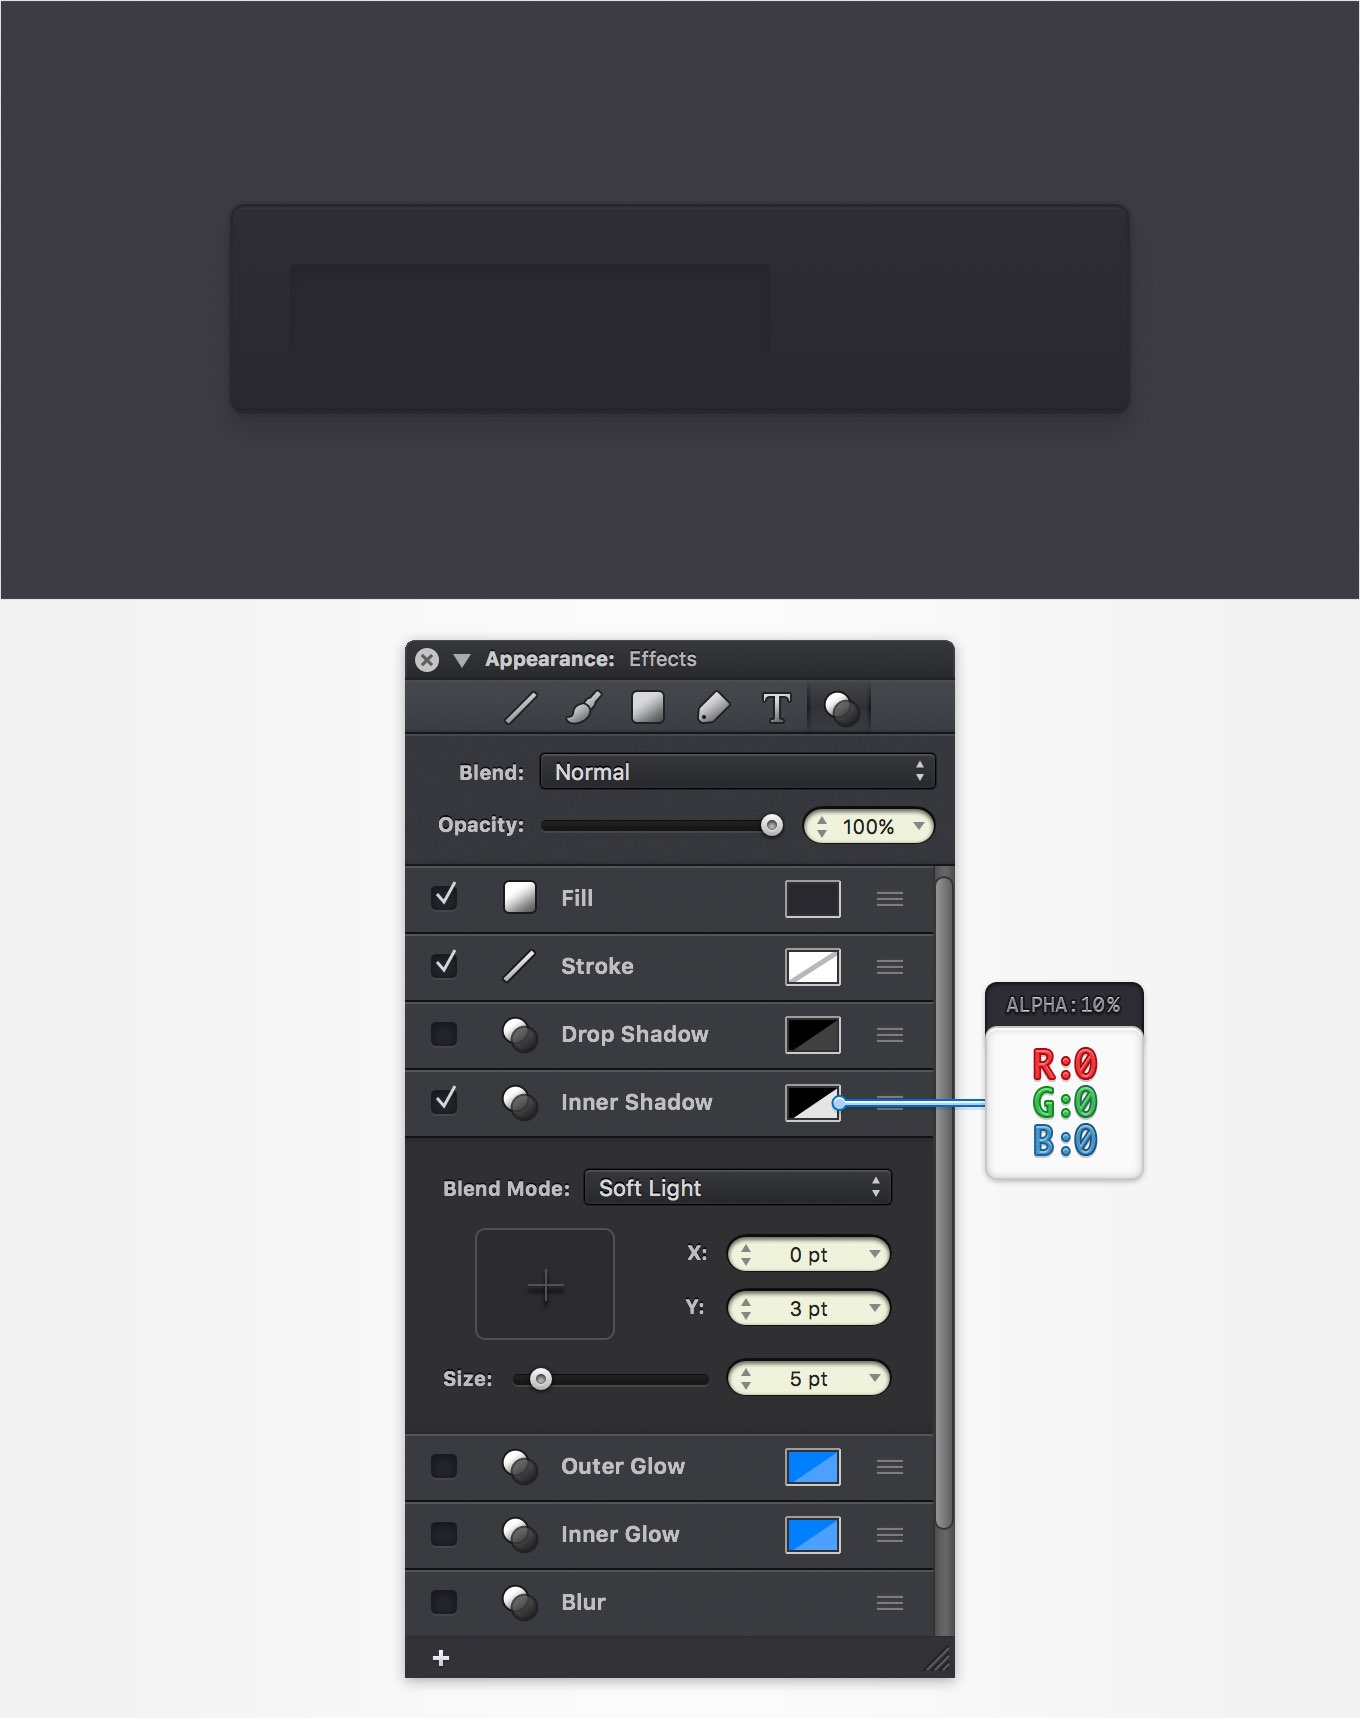 Appearance: Effects
T
Blend: Normal
Opacity: 100%
Fill
Stroke
Drop Shadow
Inner Shadow
ALPHA:10%
R:0
G:0
B:0
Blend Mode: Soft Light
X: 0 pt
Y: 3 pt
Size: 5 pt
Outer Glow
Inner Glow
Blur